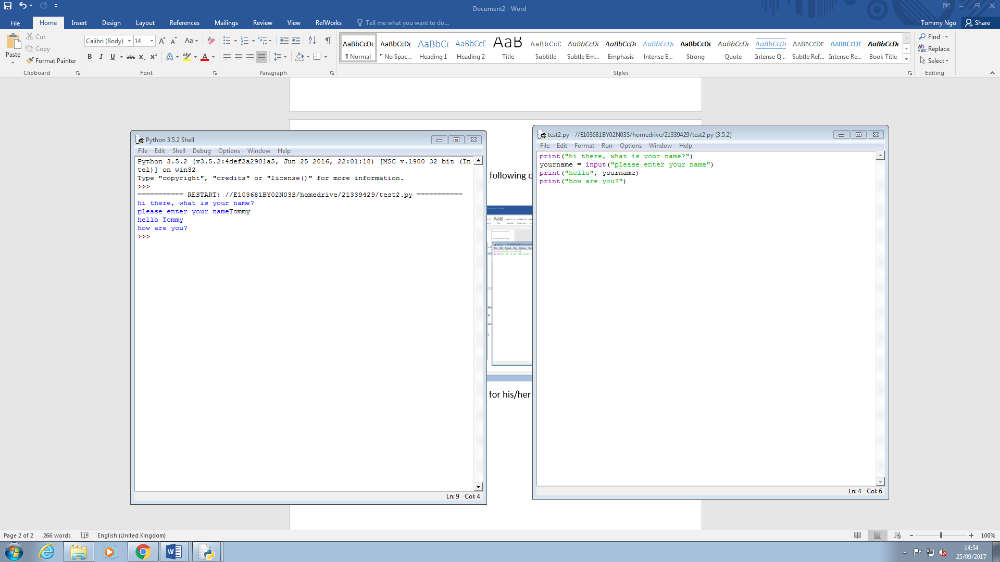 Document2 - Word
File Home Insert Design Layout References Mailings Review View RefWorks Tell me what you want to do... Tommy Ngo Share
Paste Cut Copy Format Painter Clipboard
Calibri (Body) 14 Font
Paragraph
AaBbCcDc AaBbCcDc AaBbCc AaBbCcC AaB AaBbCcD AaBbCcDc AaBbCcDc AaBbCcDc AaBbCcDc AaBbCcDc AaBbCcDc AaBbCcDc AaBbCcDc AaBbCcDc
¶ Normal ¶ No Spac... Heading 1 Heading 2 Title Subtitle Subtle Em... Emphasis Intense E... Strong Quote Intense Q... Subtle Ref... Intense Re... Book Title
Styles
Find
Replace
Select
Editing
Python 3.5.2 Shell
File Edit Shell Debug Options Window Help
Python 3.5.2 (v3.5.2:4def2a2901a5, Jun 25 2016, 22:01:18) [MSC v.1900 32 bit (In
tel)] on win32
Type "copyright", "credits" or "license()" for more information.
>>>
=========== RESTART: //E103681BY02N03S/homedrive/21339429/test2.py ===========
hi there, what is your name?
please enter your nameTommy
hello Tommy
how are you?
>>>
Ln: 9 Col: 4
following
for his/her
test2.py - //E103681BY02N03S/homedrive/21339429/test2.py (3.5.2)
File Edit Format Run Options Window Help
print("hi there, what is your name?")
yourname = input("please enter your name")
print("hello", yourname)
print("how are you?")
Ln: 4 Col: 6
Page 2 of 2 266 words English (United Kingdom) 100%
14:54
25/09/2017